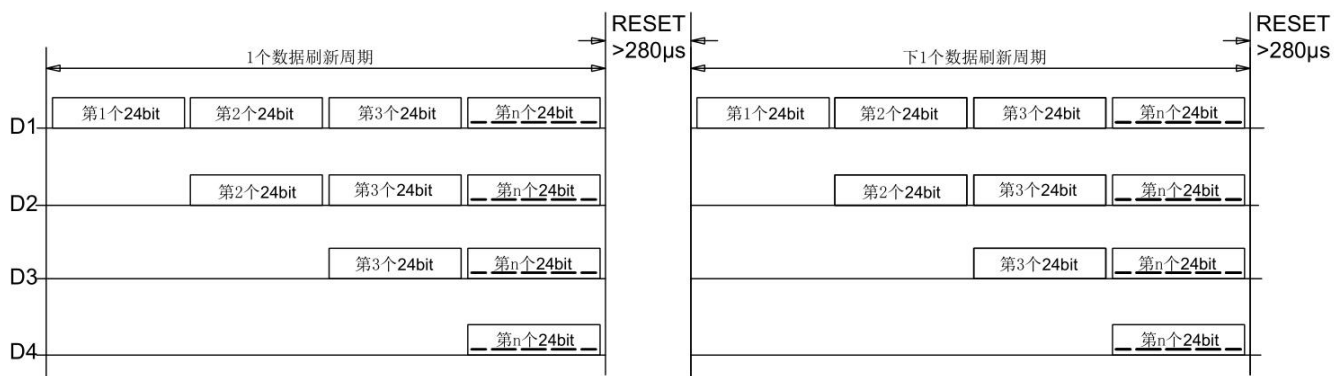 RESET
>280μs
RESET
>280μs
1个数据刷新周期
下1个数据刷新周期
D1 第1个24bit 第2个24bit 第3个24bit 第n个24bit 第1个24bit 第2个24bit 第3个24bit 第n个24bit
D2 第2个24bit 第3个24bit 第n个24bit 第2个24bit 第3个24bit 第n个24bit
D3 第3个24bit 第n个24bit 第3个24bit 第n个24bit
D4 第n个24bit 第n个24bit